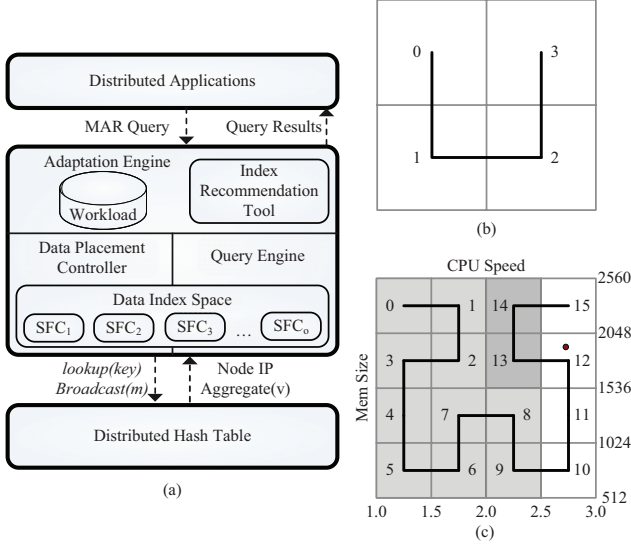 Distributed Applications
MAR Query
Query Results
Adaptation Engine
Workload
Index
Recommendation
Tool
Data Placement
Controller
Query Engine
Data Index Space
SFC1
SFC2
SFC3
...
SFCo
lookup(key)
Broadcast(m)
Node IP
Aggregate(v)
Distributed Hash Table
(a)
0
3
1
2
(b)
CPU Speed
Mem Size
2560
0
1
14
15
2048
3
2
13
12
1536
4
7
8
11
1024
5
6
9
10
512
1.0
1.5
2.0
2.5
3.0
(c)